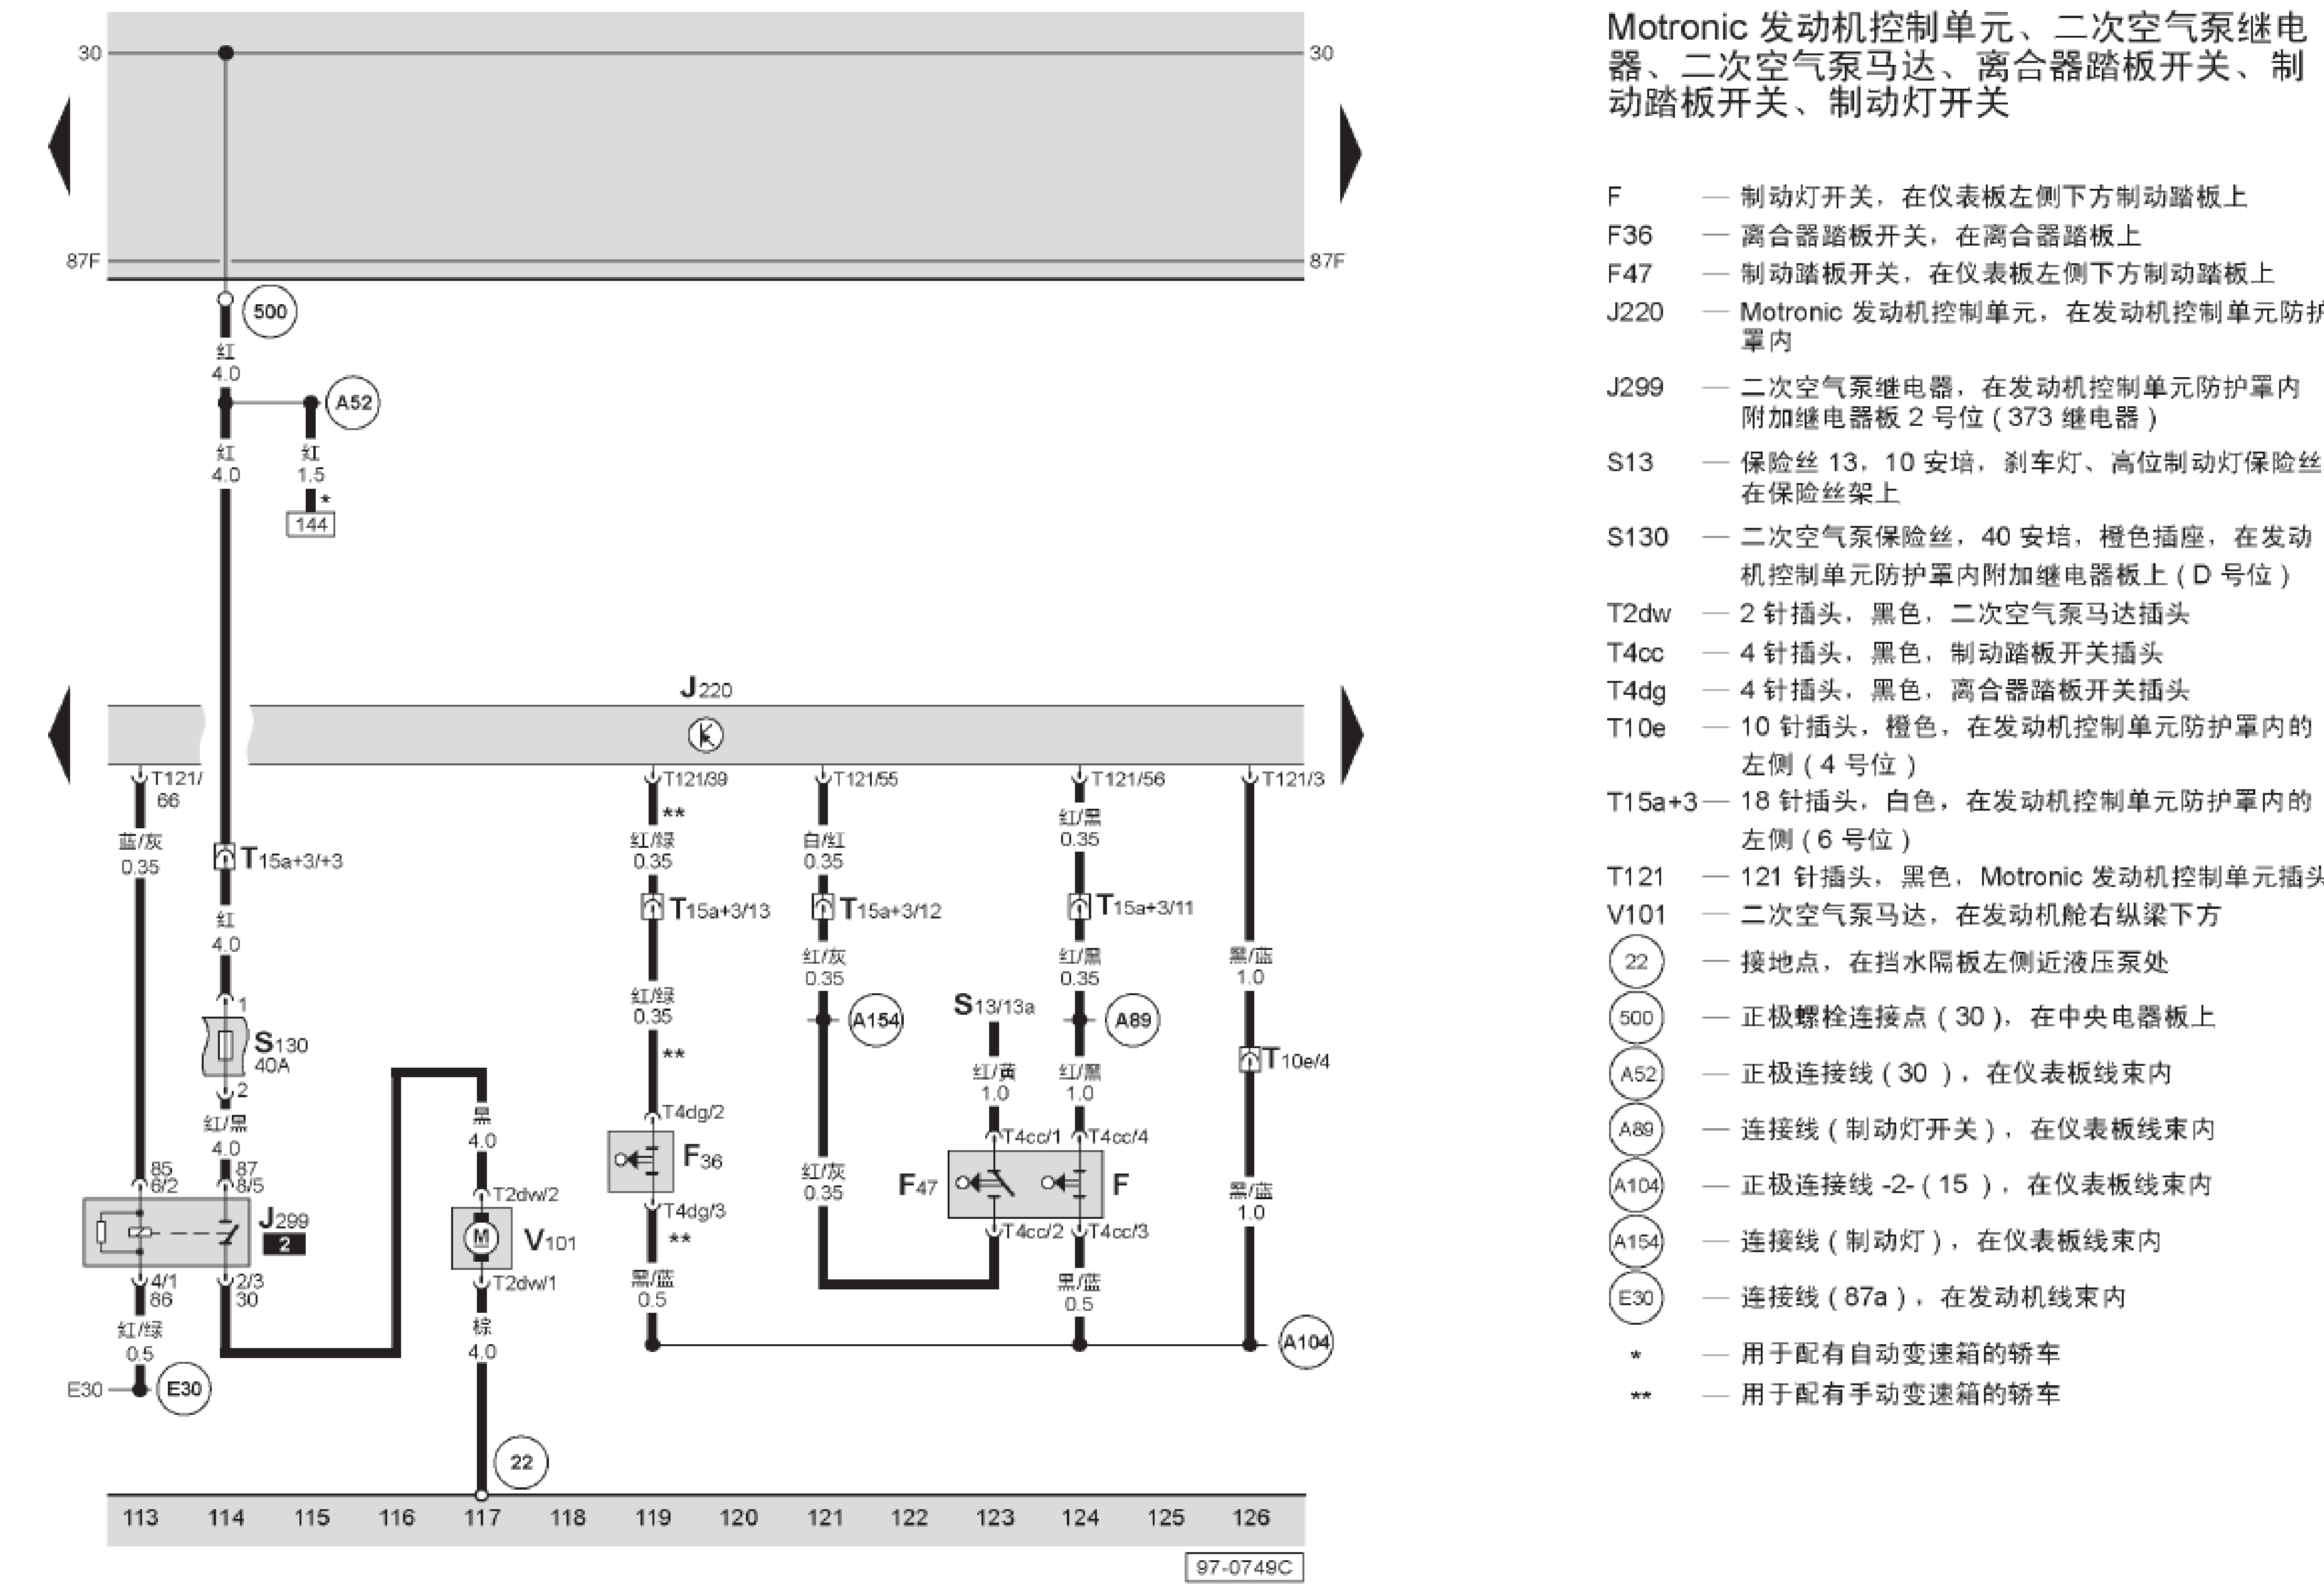 Motronic 发动机控制单元、二次空气泵继电
器、二次空气泵马达、离合器踏板开关、制
动踏板开关、制动灯开关
30
30
87F
87F
500
红
4.0
A52
红
4.0
红
1.5
*
144
J220
T121/
66
T121/39
T121/55
T121/56
T121/3
蓝/灰
0.35
T15a+3/+3
**
红/绿
0.35
白/红
0.35
红/黑
0.35
T15a+3/13
T15a+3/12
T15a+3/11
红
4.0
红/绿
0.35
红/灰
0.35
红/黑
0.35
黑/蓝
1.0
1
S130
40A
2
A154
S13/13a
A89
**
红/黄
1.0
红/黑
1.0
T10e/4
红/黑
4.0
黑
4.0
T4dg/2
T4cc/1
T4cc/4
85
6/2
87
8/5
F36
F47
F
红/灰
0.35
黑/蓝
1.0
T2dw/2
T4dg/3
**
T4cc/2
T4cc/3
J299
2
M
V101
4/1
86
2/3
30
T2dw/1
黑/蓝
0.5
黑/蓝
0.5
红/绿
0.5
棕
4.0
A104
E30
E30
22
113 114 115 116 117 118 119 120 121 122 123 124 125 126
97-0749C
F — 制动灯开关，在仪表板左侧下方制动踏板上
F36 — 离合器踏板开关，在离合器踏板上
F47 — 制动踏板开关，在仪表板左侧下方制动踏板上
J220 — Motronic 发动机控制单元，在发动机控制单元防护
罩内
J299 — 二次空气泵继电器，在发动机控制单元防护罩内
附加继电器板 2 号位 ( 373 继电器 )
S13 — 保险丝 13，10 安培，刹车灯、高位制动灯保险丝
在保险丝架上
S130 — 二次空气泵保险丝，40 安培，橙色插座，在发动
机控制单元防护罩内附加继电器板上 ( D 号位 )
T2dw — 2 针插头，黑色，二次空气泵马达插头
T4cc — 4 针插头，黑色，制动踏板开关插头
T4dg — 4 针插头，黑色，离合器踏板开关插头
T10e — 10 针插头，橙色，在发动机控制单元防护罩内的
左侧 ( 4 号位 )
T15a+3 — 18 针插头，白色，在发动机控制单元防护罩内的
左侧 ( 6 号位 )
T121 — 121 针插头，黑色，Motronic 发动机控制单元插头
V101 — 二次空气泵马达，在发动机舱右纵梁下方
22 — 接地点，在挡水隔板左侧近液压泵处
500 — 正极螺栓连接点 ( 30 )，在中央电器板上
A52 — 正极连接线 ( 30 )，在仪表板线束内
A89 — 连接线 ( 制动灯开关 )，在仪表板线束内
A104 — 正极连接线 -2- ( 15 )，在仪表板线束内
A154 — 连接线 ( 制动灯 )，在仪表板线束内
E30 — 连接线 ( 87a )，在发动机线束内
* — 用于配有自动变速箱的轿车
** — 用于配有手动变速箱的轿车